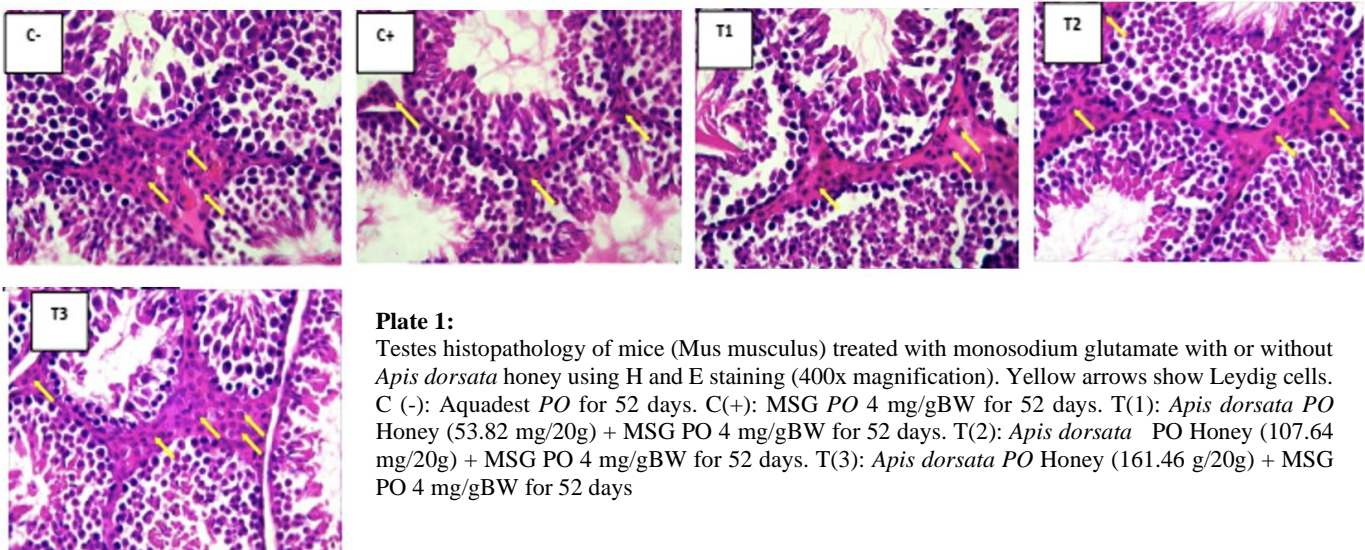 C-
C+
T1
T2
T3
Plate 1:
Testes histopathology of mice (Mus musculus) treated with monosodium glutamate with or without
Apis dorsata honey using H and E staining (400x magnification). Yellow arrows show Leydig cells.
C (-): Aquadest PO for 52 days. C(+): MSG PO 4 mg/gBW for 52 days. T(1): Apis dorsata PO
Honey (53.82 mg/20g) + MSG PO 4 mg/gBW for 52 days. T(2): Apis dorsata PO Honey (107.64
mg/20g) + MSG PO 4 mg/gBW for 52 days. T(3): Apis dorsata PO Honey (161.46 g/20g) + MSG
PO 4 mg/gBW for 52 days